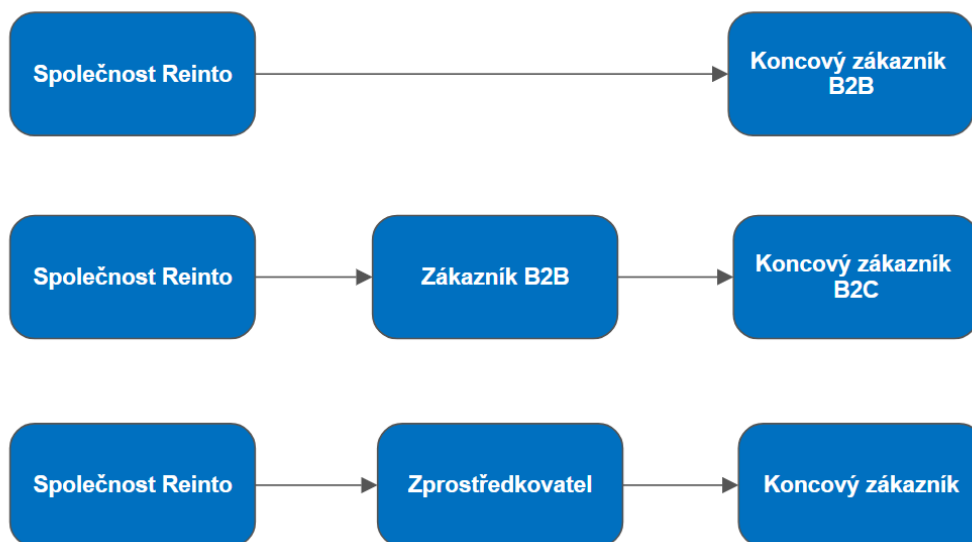 Společnost Reinto
Koncový zákazník
B2B
Společnost Reinto
Zákazník B2B
Koncový zákazník
B2C
Společnost Reinto
Zprostředkovatel
Koncový zákazník